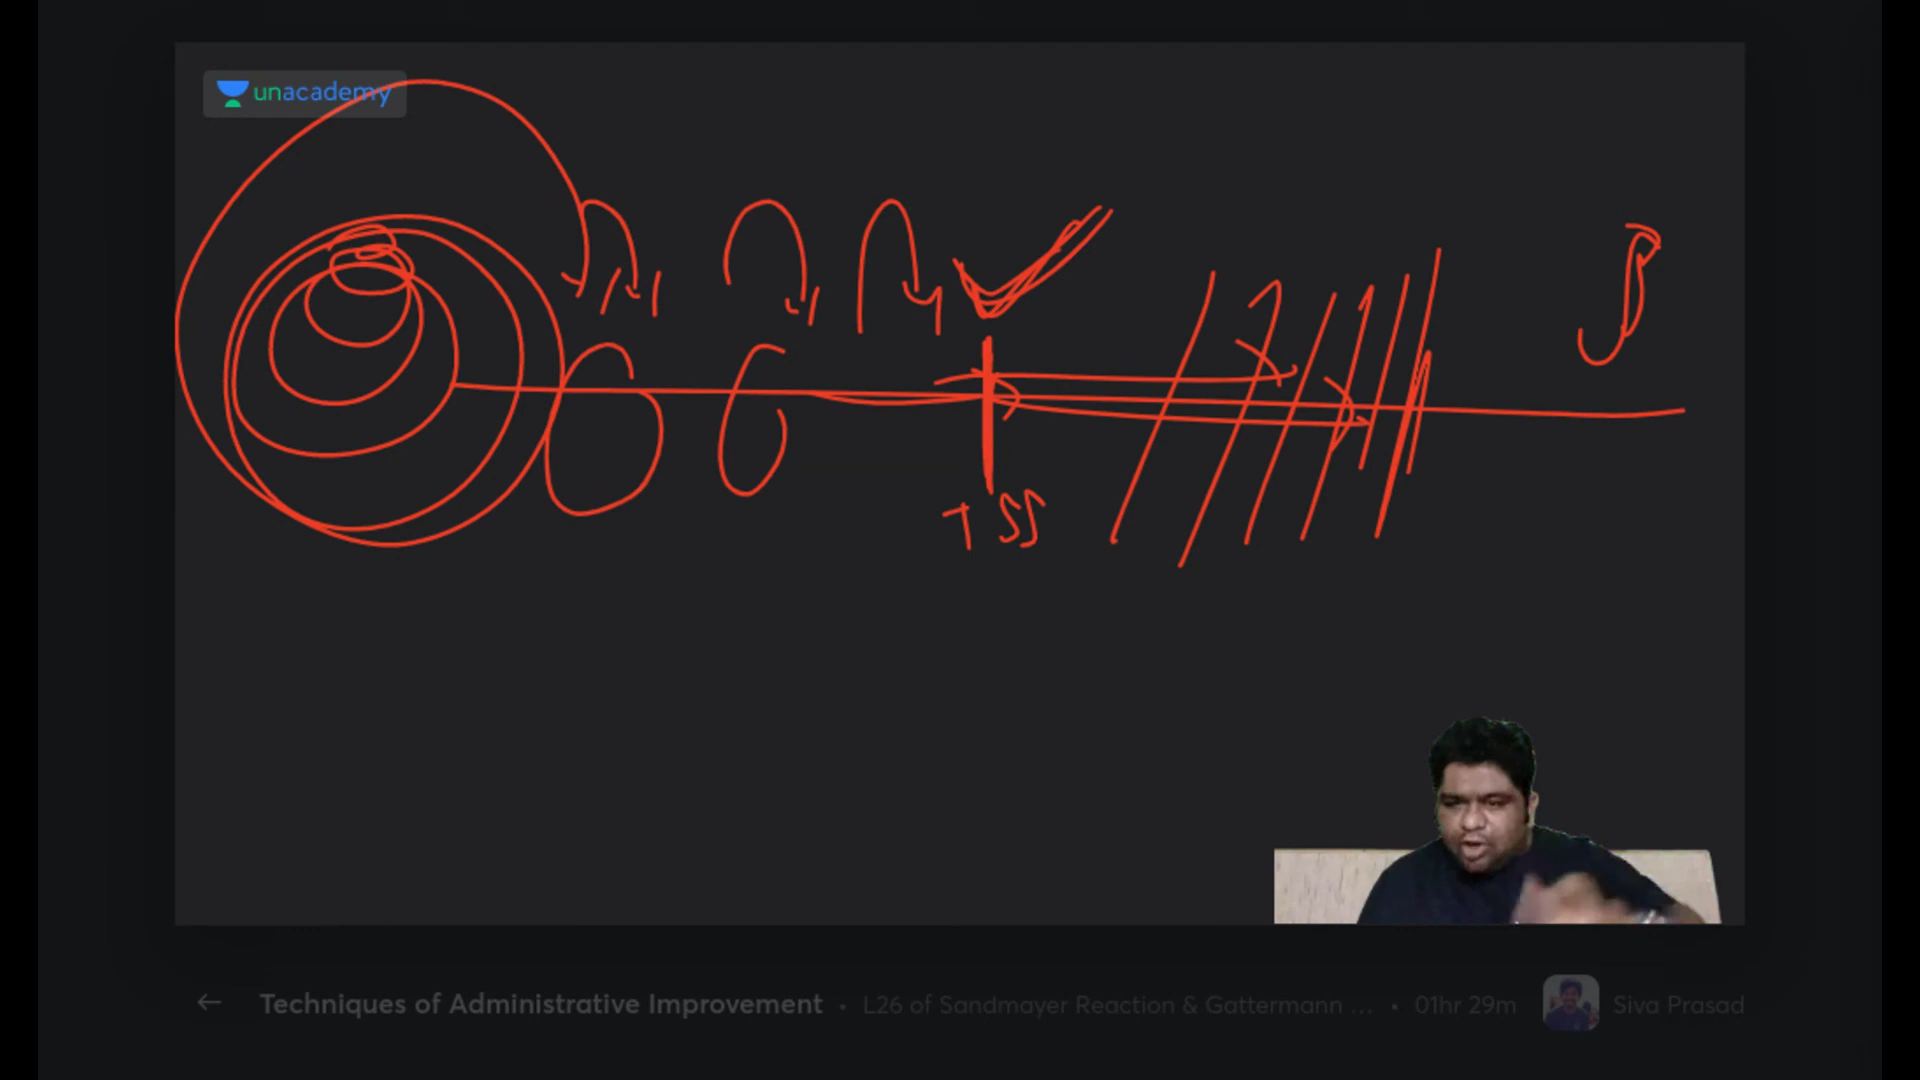 unacademy
TSS
Techniques of Administrative Improvement • L26 of Sandmayer Reaction & Gattermann ... • 01hr 29m Siva Prasad